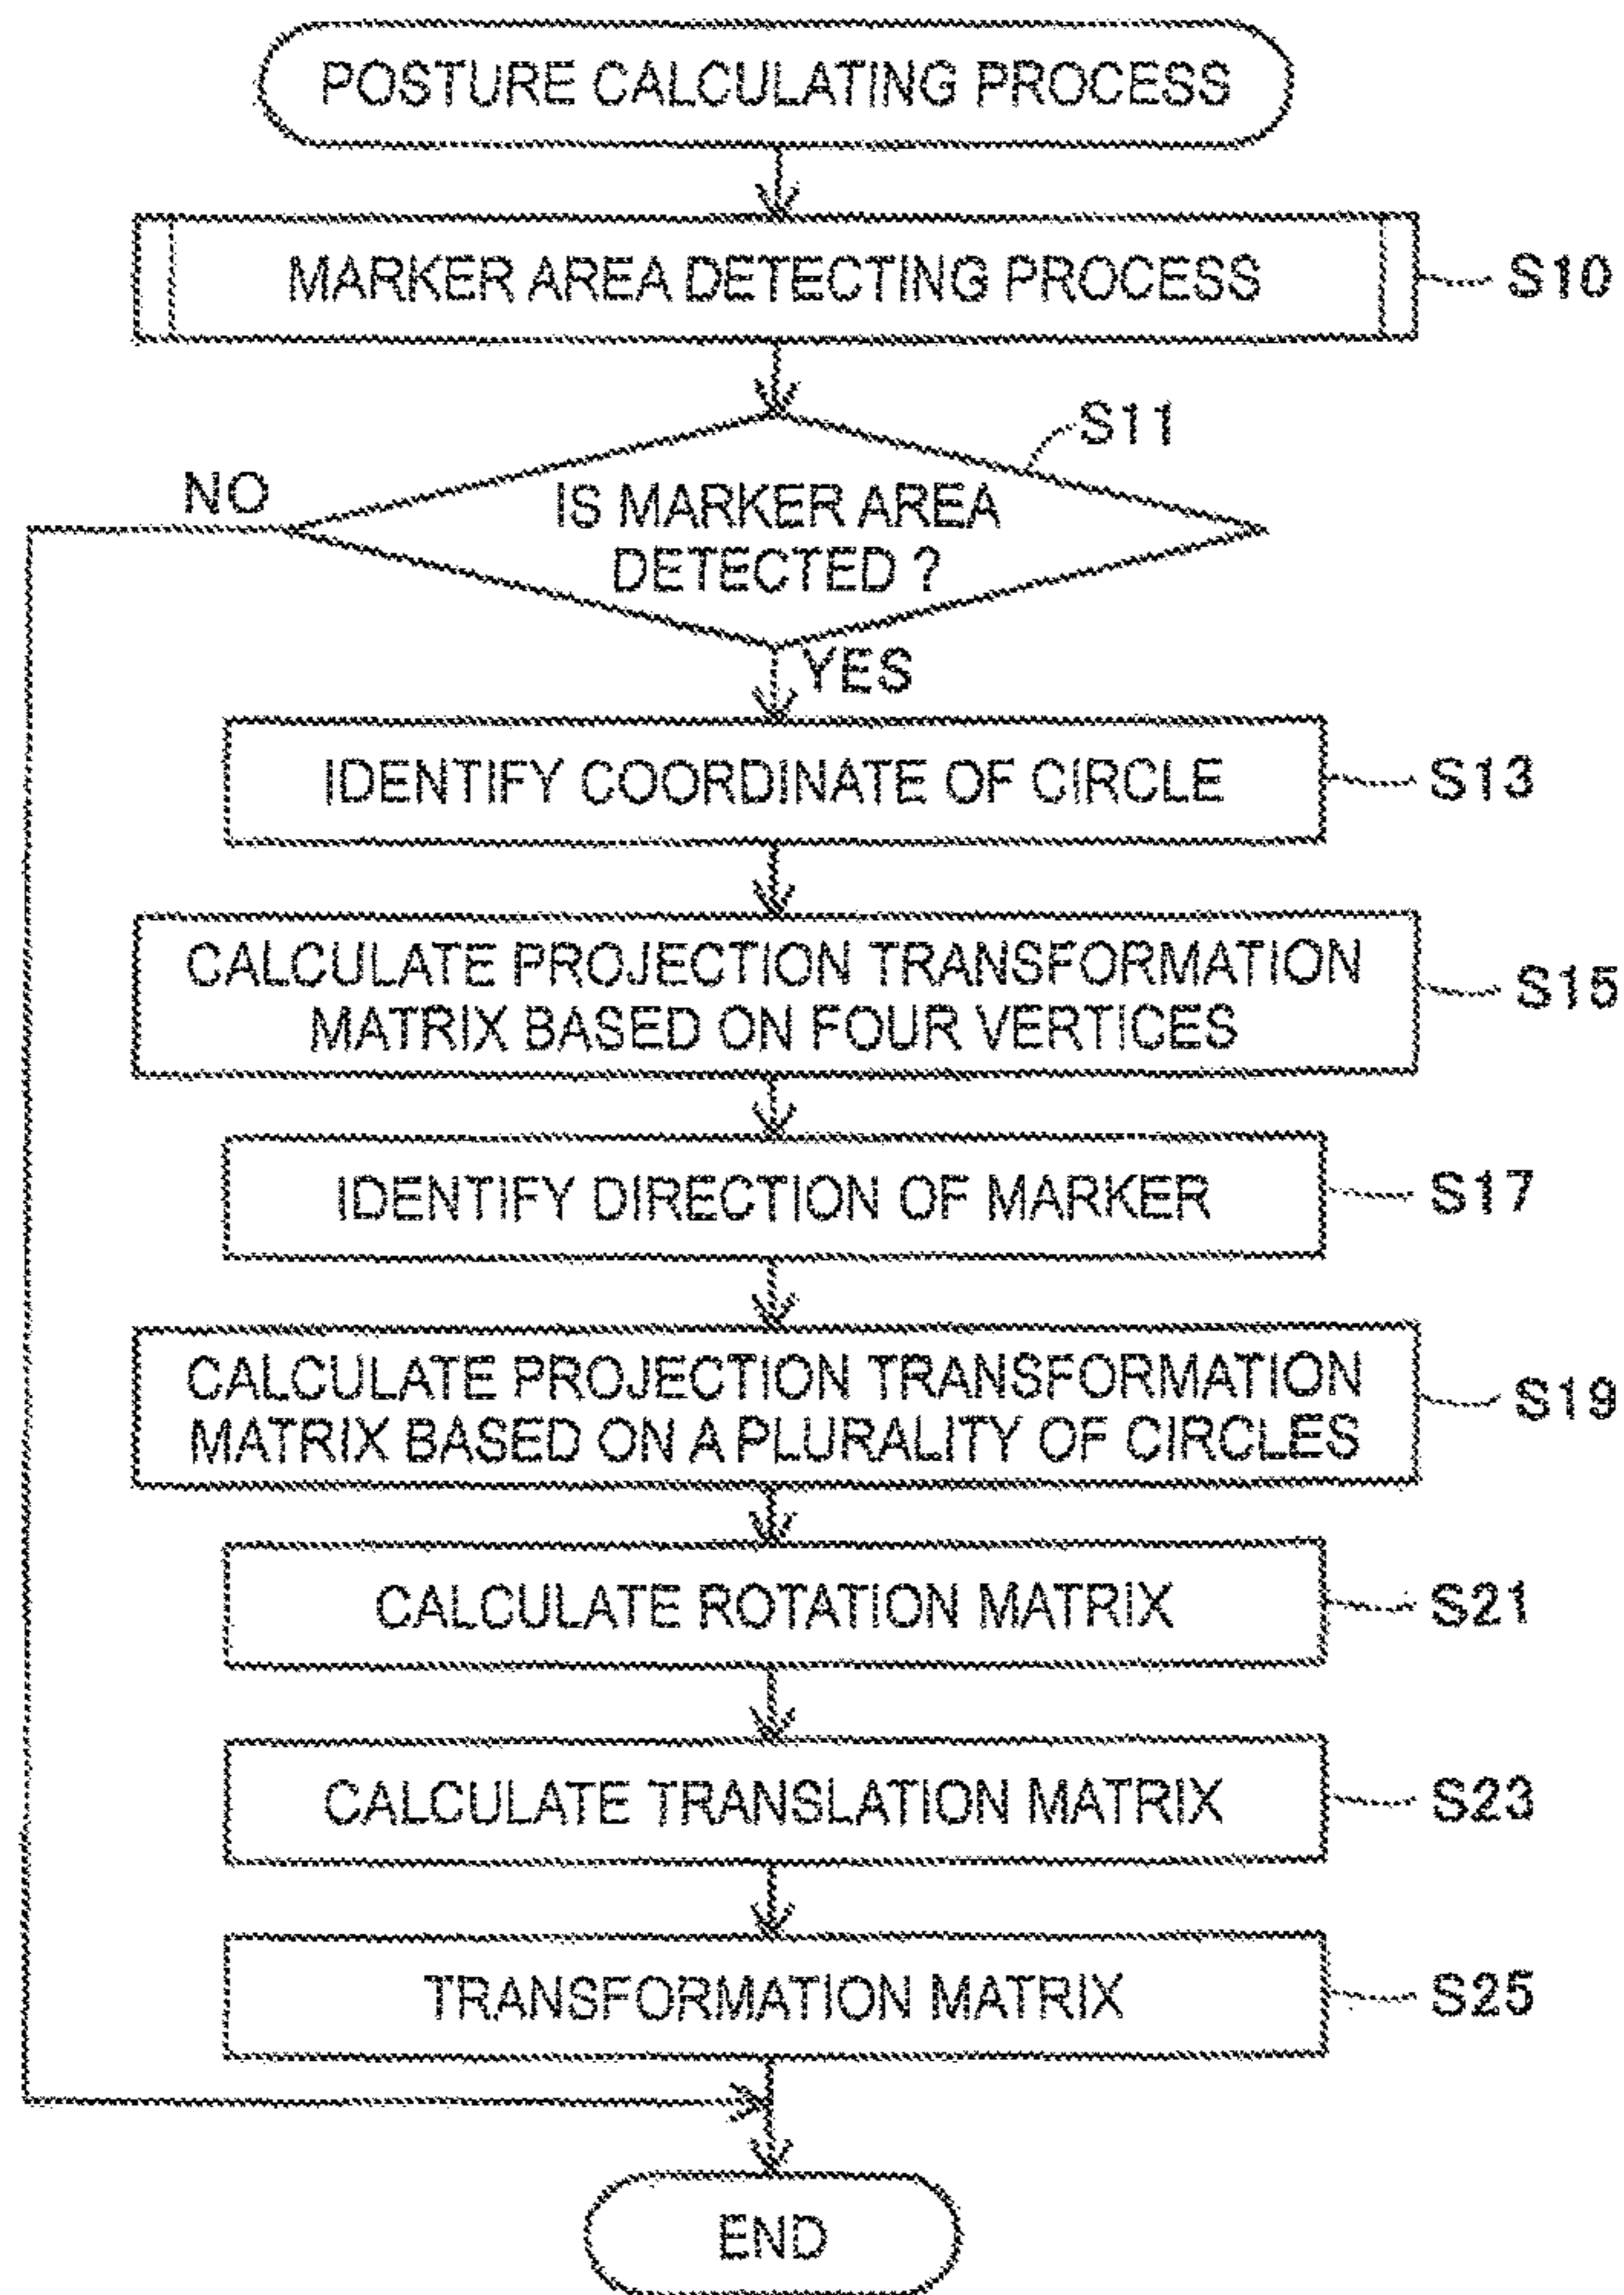 POSTURE CALCULATING PROCESS
MARKER AREA DETECTING PROCESS
S10
S11
NO
IS MARKER AREA
DETECTED ?
YES
IDENTIFY COORDINATE OF CIRCLE
S13
CALCULATE PROJECTION TRANSFORMATION
MATRIX BASED ON FOUR VERTICES
S15
IDENTIFY DIRECTION OF MARKER
S17
CALCULATE PROJECTION TRANSFORMATION
MATRIX BASED ON A PLURALITY OF CIRCLES
S19
CALCULATE ROTATION MATRIX
S21
CALCULATE TRANSLATION MATRIX
S23
TRANSFORMATION MATRIX
S25
END